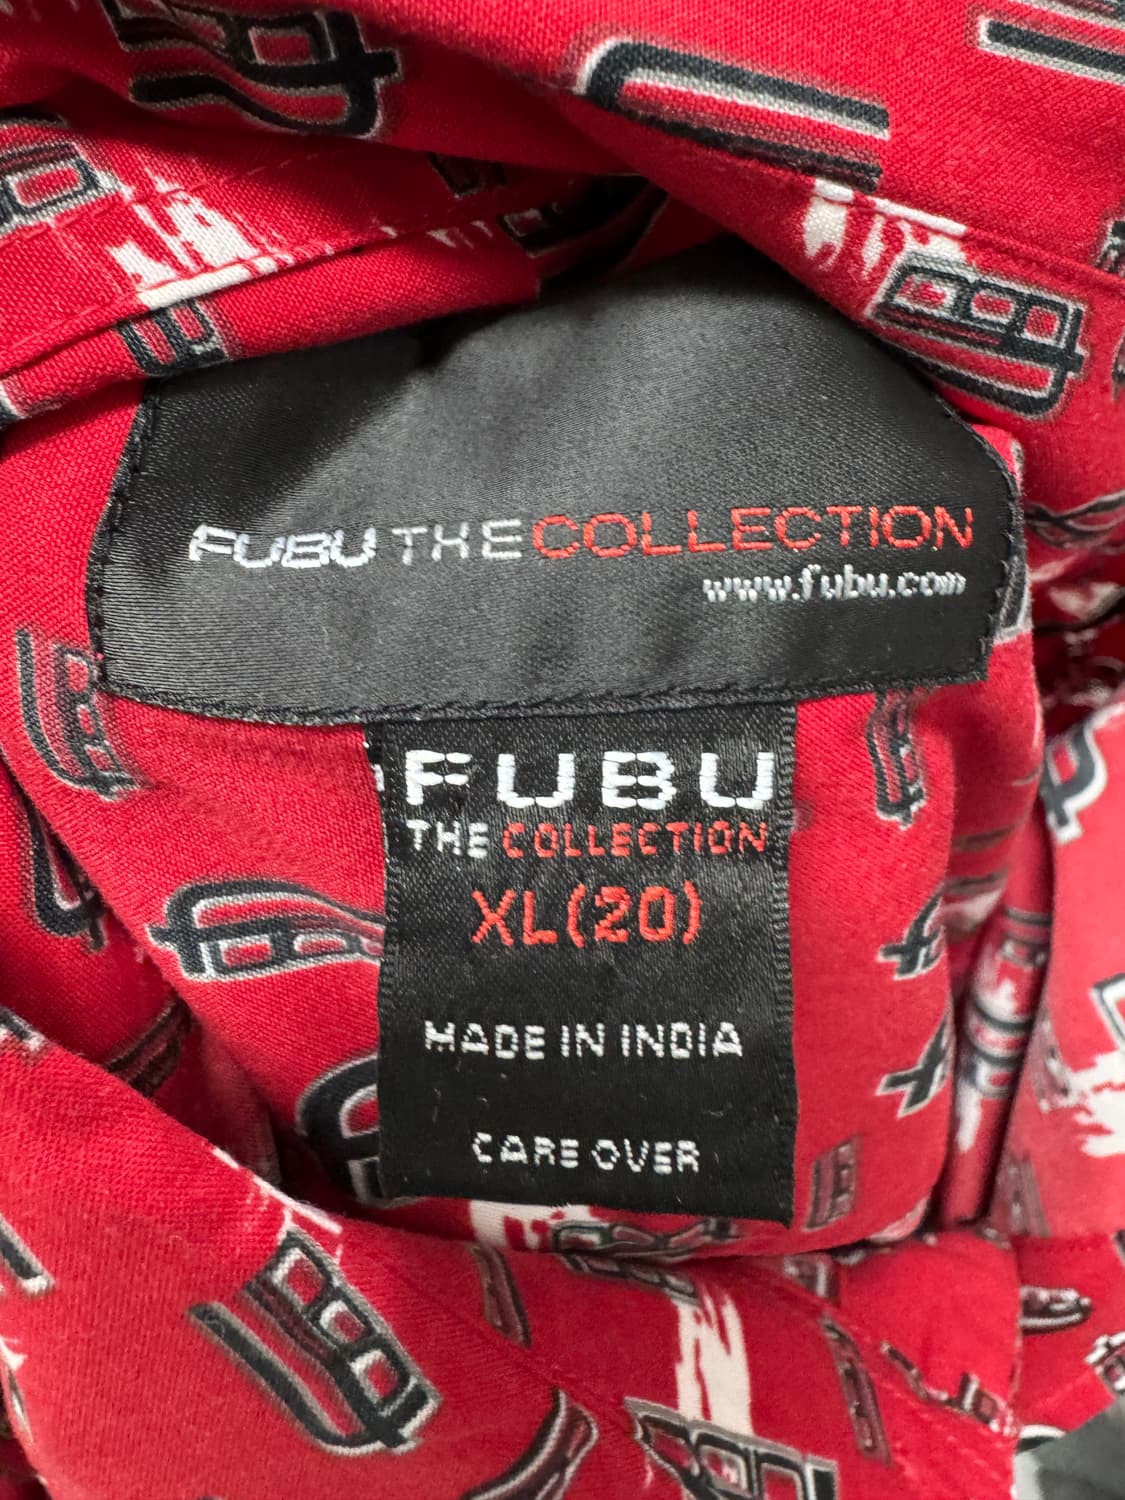 FUBU THE COLLECTION
www.fubu.com
FUBU
THE COLLECTION
XL(20)
MADE IN INDIA
CARE OVER